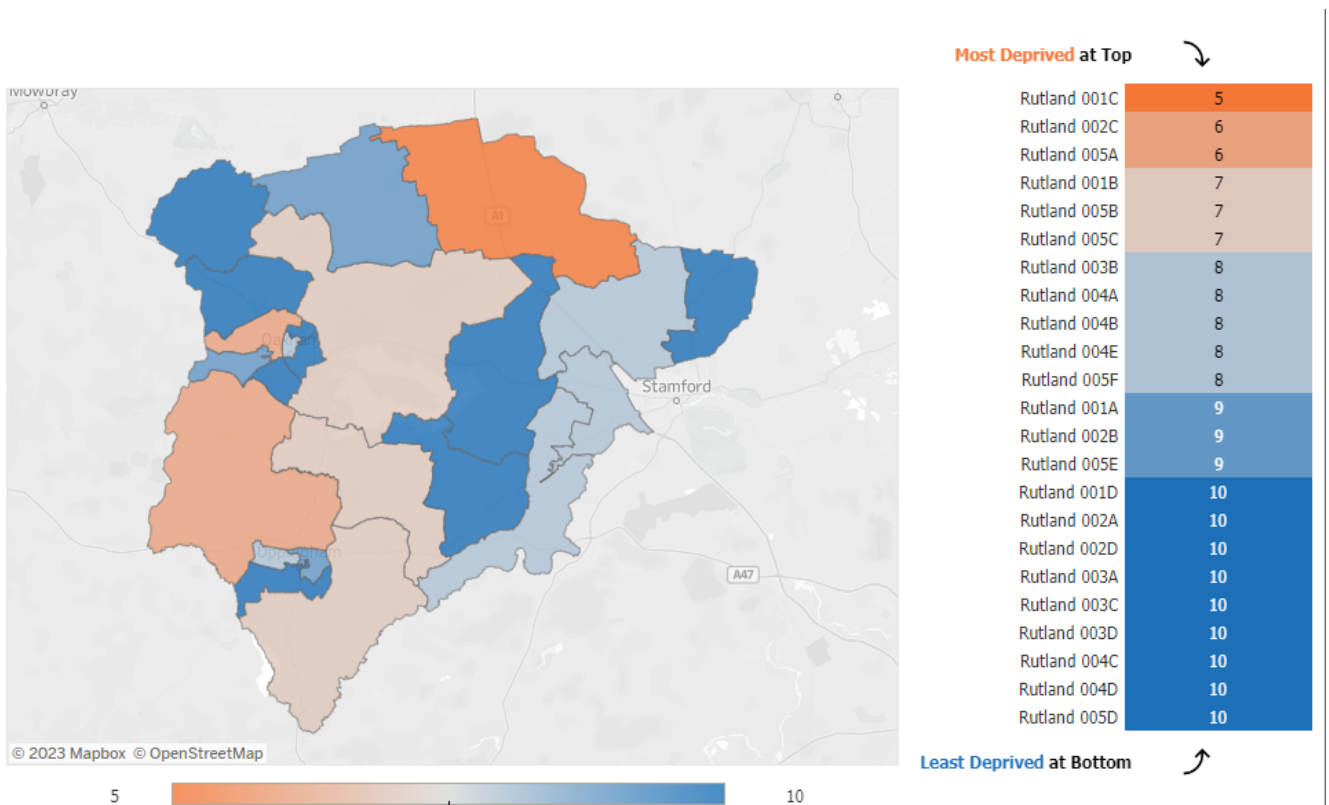 Most Deprived at Top
Mowbray
A1
Oakham
Stamford
Uppingham
A47
© 2023 Mapbox © OpenStreetMap
5
10
Rutland 001C 5
Rutland 002C 6
Rutland 005A 6
Rutland 001B 7
Rutland 005B 7
Rutland 005C 7
Rutland 003B 8
Rutland 004A 8
Rutland 004B 8
Rutland 004E 8
Rutland 005F 8
Rutland 001A 9
Rutland 002B 9
Rutland 005E 9
Rutland 001D 10
Rutland 002A 10
Rutland 002D 10
Rutland 003A 10
Rutland 003C 10
Rutland 003D 10
Rutland 004C 10
Rutland 004D 10
Rutland 005D 10
Least Deprived at Bottom